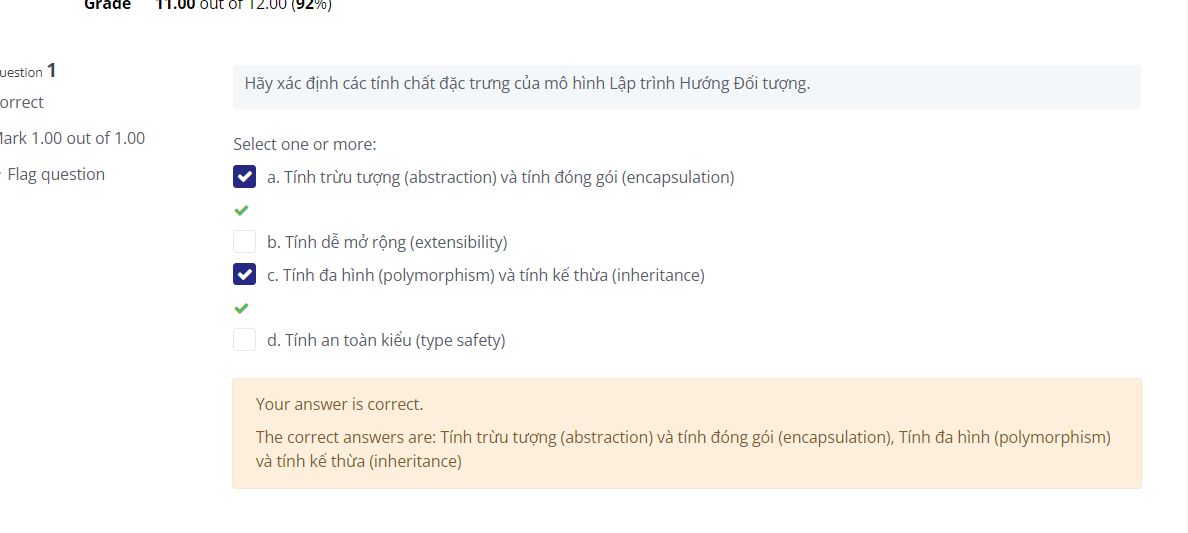 Grade 11.00 out of 12.00 (92%)
uestion 1
orrect
Mark 1.00 out of 1.00
Flag question
Hãy xác định các tính chất đặc trưng của mô hình Lập trình Hướng Đối tượng.
Select one or more:
a. Tính trừu tượng (abstraction) và tính đóng gói (encapsulation)
b. Tính dễ mở rộng (extensibility)
c. Tính đa hình (polymorphism) và tính kế thừa (inheritance)
d. Tính an toàn kiểu (type safety)
Your answer is correct.
The correct answers are: Tính trừu tượng (abstraction) và tính đóng gói (encapsulation), Tính đa hình (polymorphism)
và tính kế thừa (inheritance)